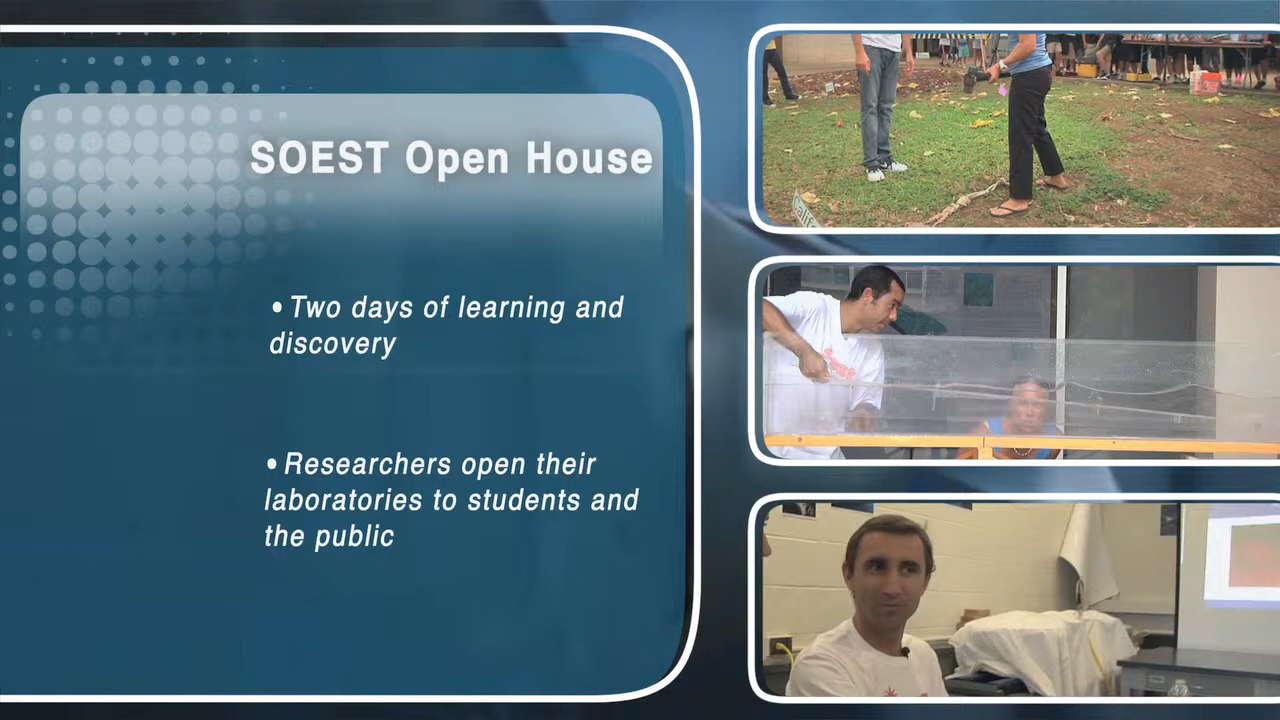 SOEST Open House
• Two days of learning and
discovery
• Researchers open their
laboratories to students and
the public